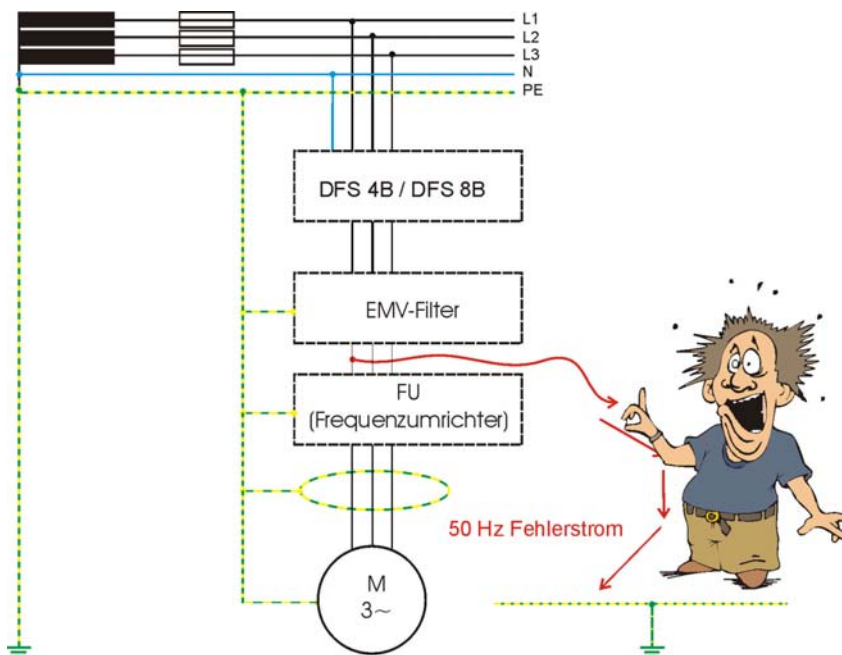 L1
L2
L3
N
PE
DFS 4B / DFS 8B
EMV-Filter
FU
(Frequenzumrichter)
50 Hz Fehlerstrom
M
3~